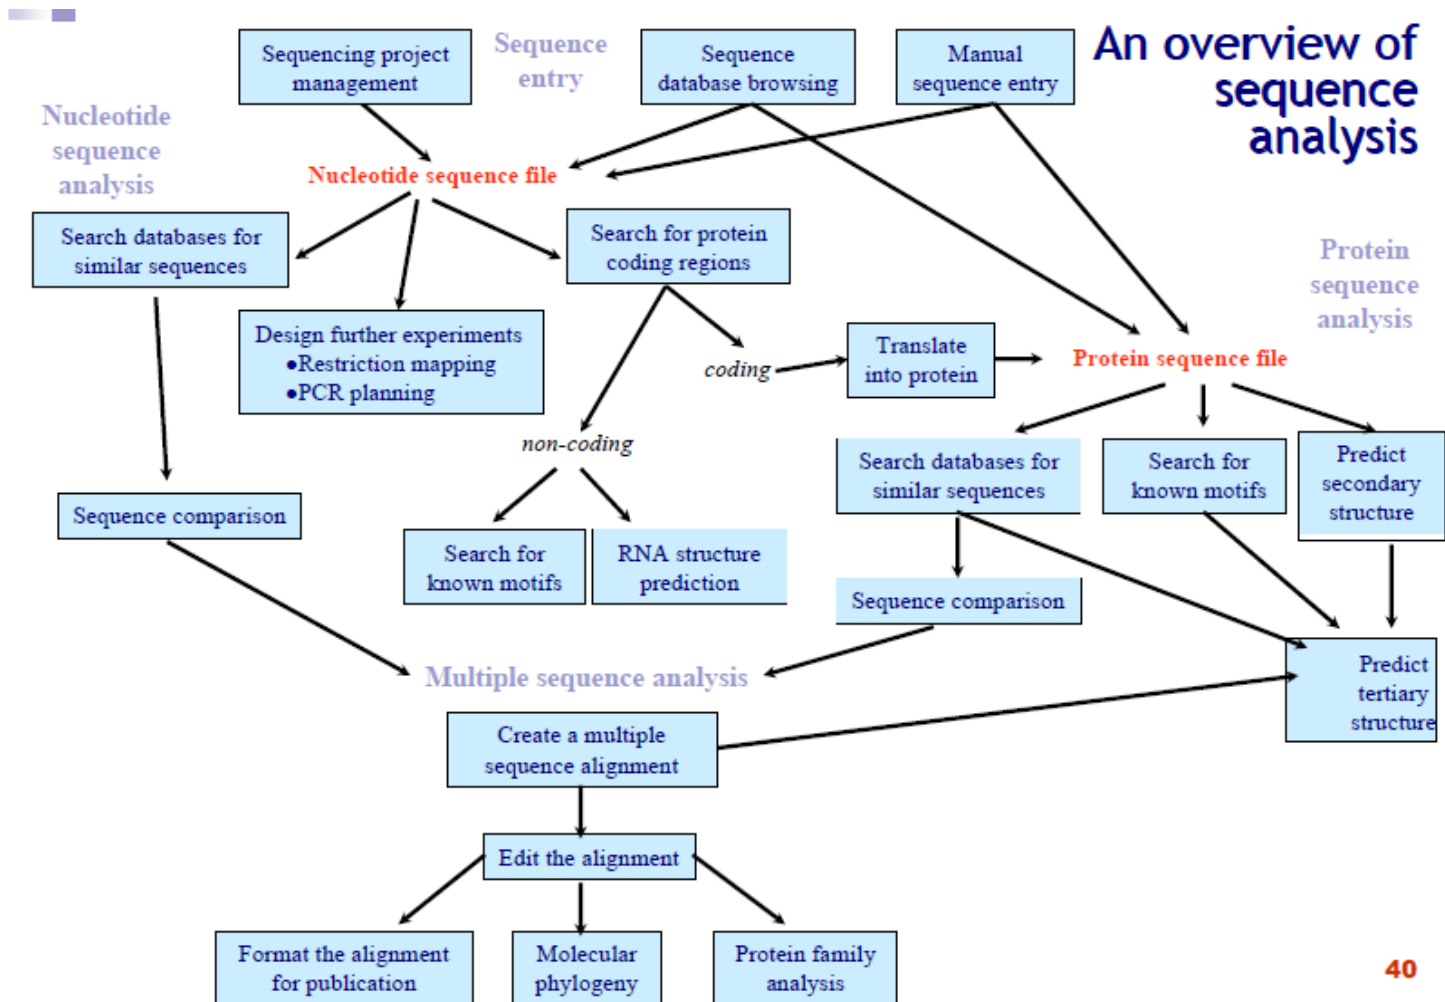 An overview of
sequence
analysis
Sequencing project
management
Sequence
entry
Sequence
database browsing
Manual
sequence entry
Nucleotide
sequence
analysis
Nucleotide sequence file
Search databases for
similar sequences
Search for protein
coding regions
Protein
sequence
analysis
Design further experiments
●Restriction mapping
●PCR planning
coding
Translate
into protein
Protein sequence file
non-coding
Search databases for
similar sequences
Search for
known motifs
Predict
secondary
structure
Sequence comparison
Search for
known motifs
RNA structure
prediction
Sequence comparison
Multiple sequence analysis
Predict
tertiary
structure
Create a multiple
sequence alignment
Edit the alignment
Format the alignment
for publication
Molecular
phylogeny
Protein family
analysis
40